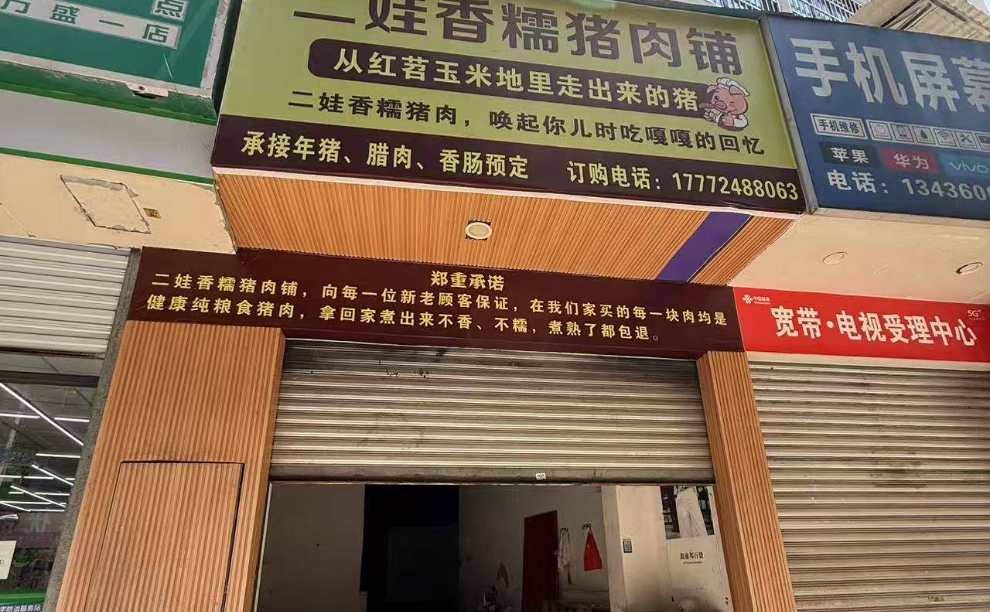 点
万盛一店
二娃香糯猪肉铺
从红苕玉米地里走出来的猪
二娃香糯猪肉，唤起你儿时吃嘎嘎的回忆
承接年猪、腊肉、香肠预定 订购电话：17772488063
手机屏幕
手机维修
苹果 华为 vivo
电话：134360
郑重承诺
二娃香糯猪肉铺，向每一位新老顾客保证，在我们家买的每一块肉均是
健康纯粮食猪肉，拿回家煮出来不香、不糯，煮熟了都包退。
中国联通
5G
宽带·电视受理中心